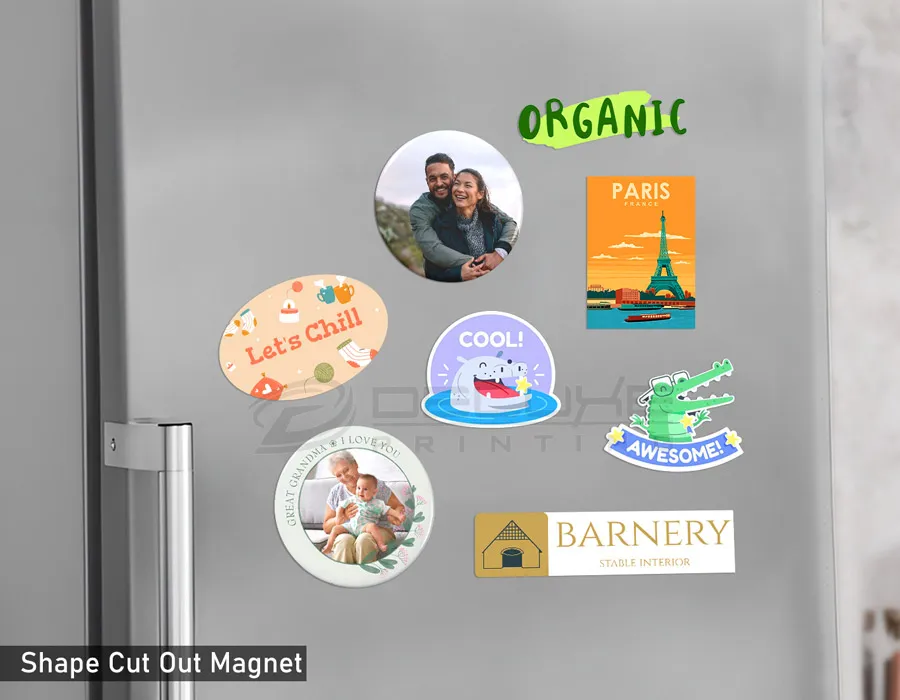 ORGANIC
PARIS
FRANCE
Let's Chill
COOL!
AWESOME!
GREAT GRANDMA I LOVE YOU
BARNERY
STABLE INTERIOR
Shape Cut Out Magnet